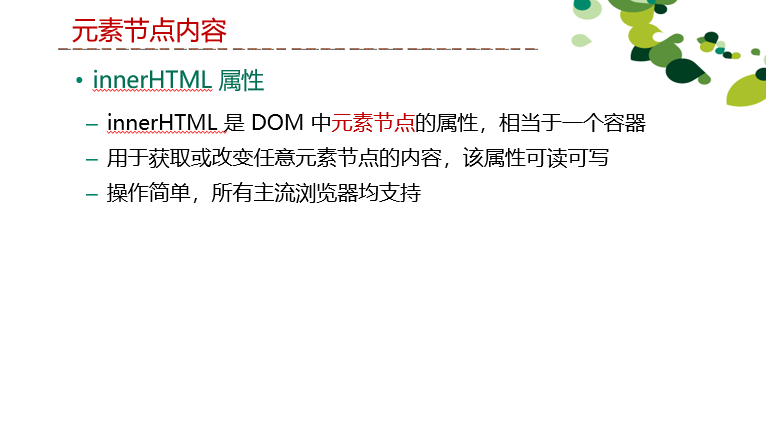 元素节点内容
• innerHTML 属性
– innerHTML 是 DOM 中元素节点的属性，相当于一个容器
– 用于获取或改变任意元素节点的内容，该属性可读可写
– 操作简单，所有主流浏览器均支持